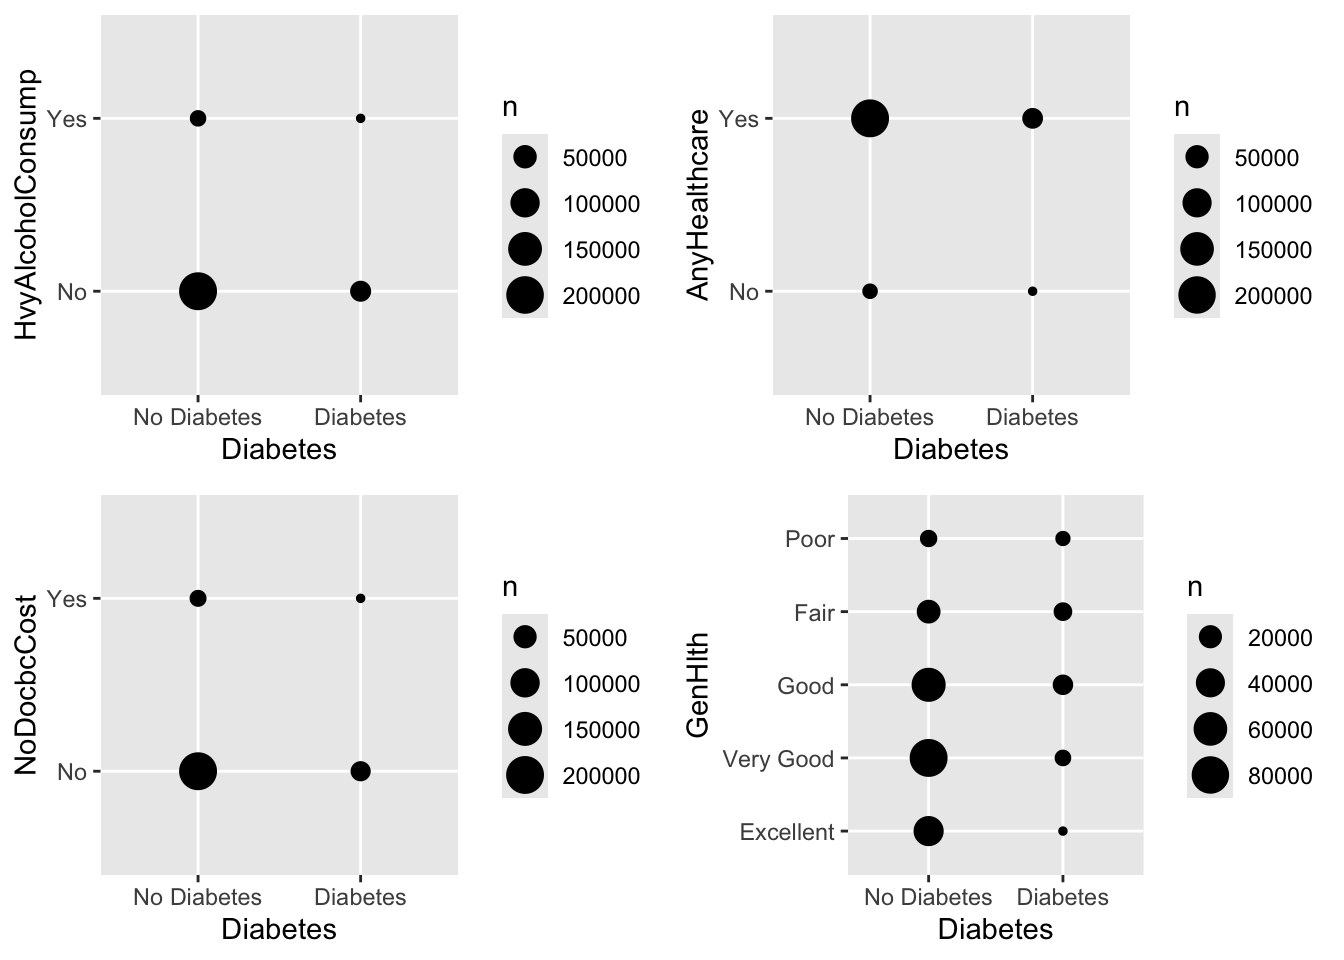 HvyAlcoholConsump
Yes
No
No Diabetes
Diabetes
Diabetes
n
50000
100000
150000
200000
AnyHealthcare
Yes
No
No Diabetes
Diabetes
Diabetes
n
50000
100000
150000
200000
NoDocbcCost
Yes
No
No Diabetes
Diabetes
Diabetes
n
50000
100000
150000
200000
GenHlth
Poor
Fair
Good
Very Good
Excellent
No Diabetes
Diabetes
Diabetes
n
20000
40000
60000
80000